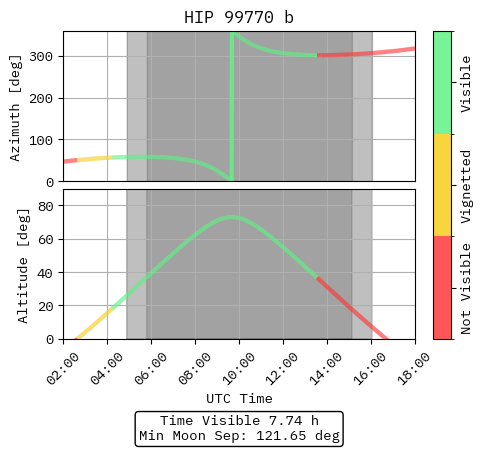 HIP 99770 b
Azimuth [deg]
300
200
100
0
Altitude [deg]
80
60
40
20
0
02:00
04:00
06:00
08:00
10:00
12:00
14:00
16:00
18:00
UTC Time
Visible
Vignetted
Not Visible
Time Visible 7.74 h
Min Moon Sep: 121.65 deg